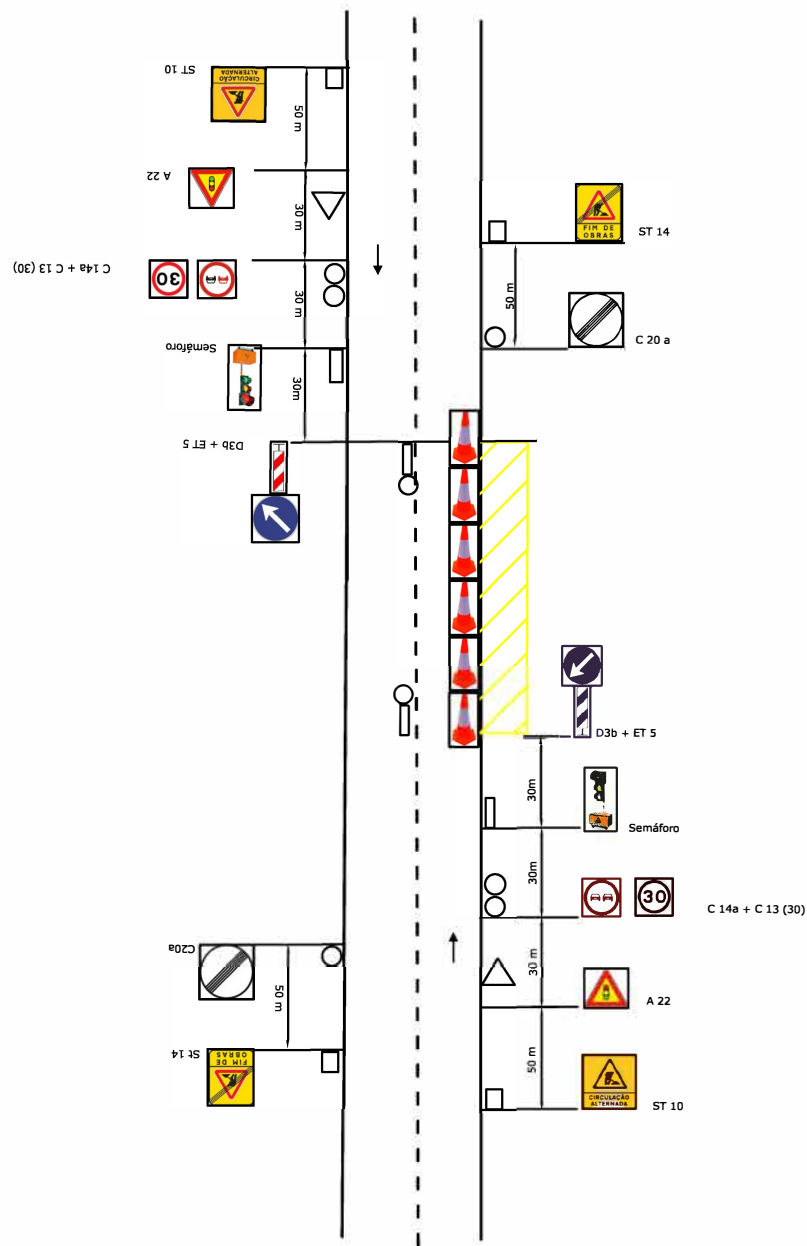 ST 10
CIRCULAÇÃO
ALTERNADA
50 m
A 22
30 m
C 14a + C 13 (30)
30
30 m
Semáforo
30m
D3b + ET 5
FIM DE
OBRAS
ST 14
50 m
C 20 a
D3b + ET 5
30m
Semáforo
30m
30
C 14a + C 13 (30)
30 m
A 22
50 m
CIRCULAÇÃO
ALTERNADA
ST 10
C20a
50 m
St 14
FIM DE
OBRAS